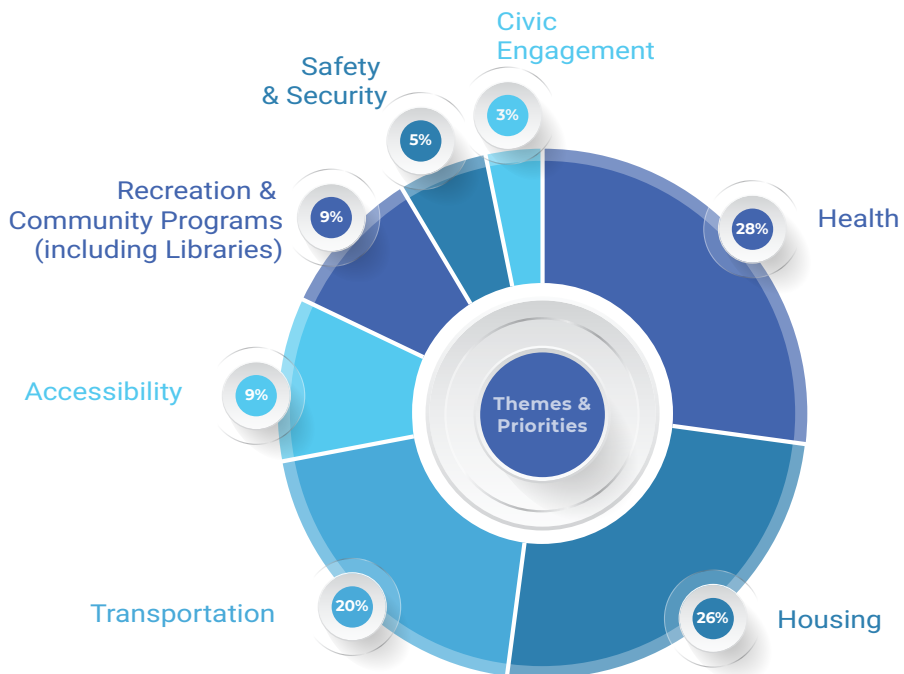 Civic
Engagement
3%
Safety
& Security
5%
Recreation &
Community Programs
(including Libraries)
9%
Health
28%
Accessibility
9%
Themes &
Priorities
Transportation
20%
Housing
26%